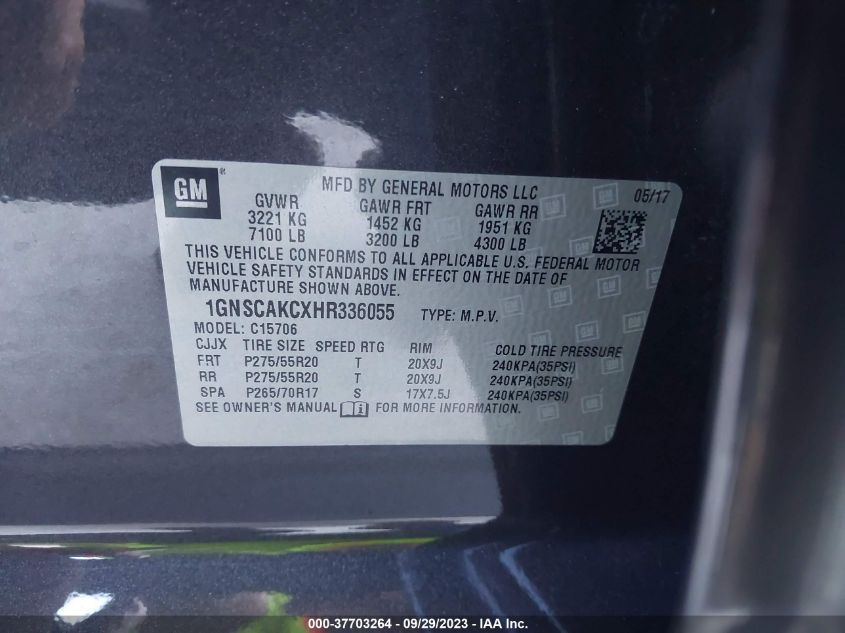 GM ®
MFD BY GENERAL MOTORS LLC 05/17
GVWR GAWR FRT GAWR RR
3221 KG 1452 KG 1951 KG
7100 LB 3200 LB 4300 LB
THIS VEHICLE CONFORMS TO ALL APPLICABLE U.S. FEDERAL MOTOR
VEHICLE SAFETY STANDARDS IN EFFECT ON THE DATE OF
MANUFACTURE SHOWN ABOVE.
1GNSCAKCXHR336055 TYPE: M.P.V.
MODEL: C15706
CJJX TIRE SIZE SPEED RTG RIM COLD TIRE PRESSURE
FRT P275/55R20 T 20X9J 240KPA(35PSI)
RR P275/55R20 T 20X9J 240KPA(35PSI)
SPA P265/70R17 S 17X7.5J 240KPA(35PSI)
SEE OWNER'S MANUAL FOR MORE INFORMATION.
000-37703264 - 09/29/2023 - IAA Inc.